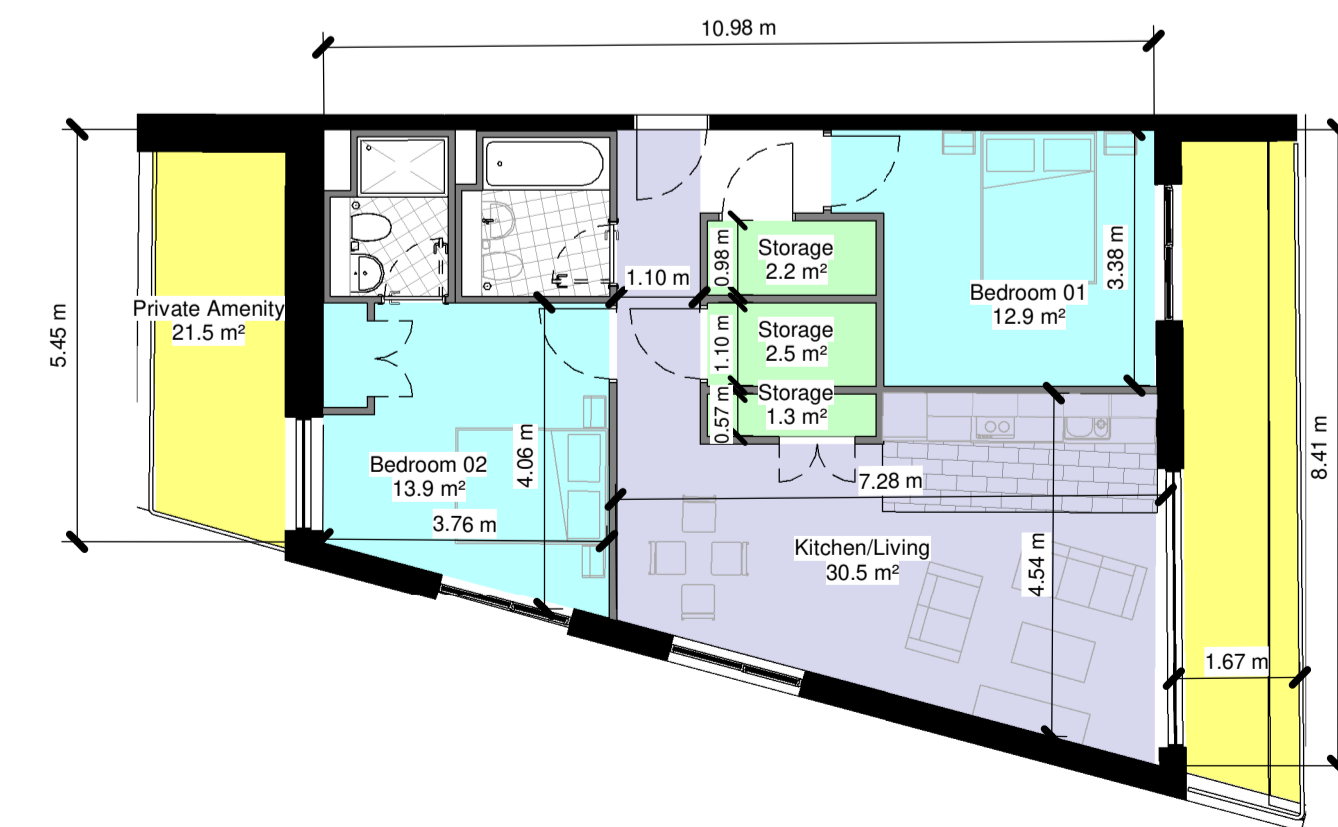 10.98 m
5.45 m
Private Amenity
21.5 m²
1.10 m
0.98 m
Storage
2.2 m²
1.10 m
Storage
2.5 m²
0.57 m
Storage
1.3 m²
Bedroom 01
12.9 m²
3.38 m
8.41 m
Bedroom 02
13.9 m²
4.06 m
3.76 m
7.28 m
Kitchen/Living
30.5 m²
4.54 m
1.67 m